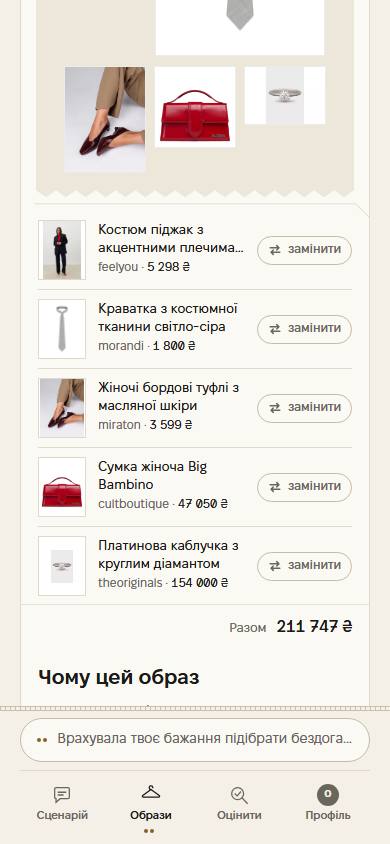 Костюм піджак з
акцентними плечима...
feelyou · 5 298 ₴
замінити
Краватка з костюмної
тканини світло-сіра
morandi · 1 800 ₴
замінити
Жіночі бордові туфлі з
масляної шкіри
miraton · 3 599 ₴
замінити
Сумка жіноча Big
Bambino
cultboutique · 47 050 ₴
замінити
Платинова каблучка з
круглим діамантом
theoriginals · 154 000 ₴
замінити
Разом 211 747 ₴
Чому цей образ
Врахувала твоє бажання підібрати бездога...
Сценарій
Образи
Оцінити
0
Профіль